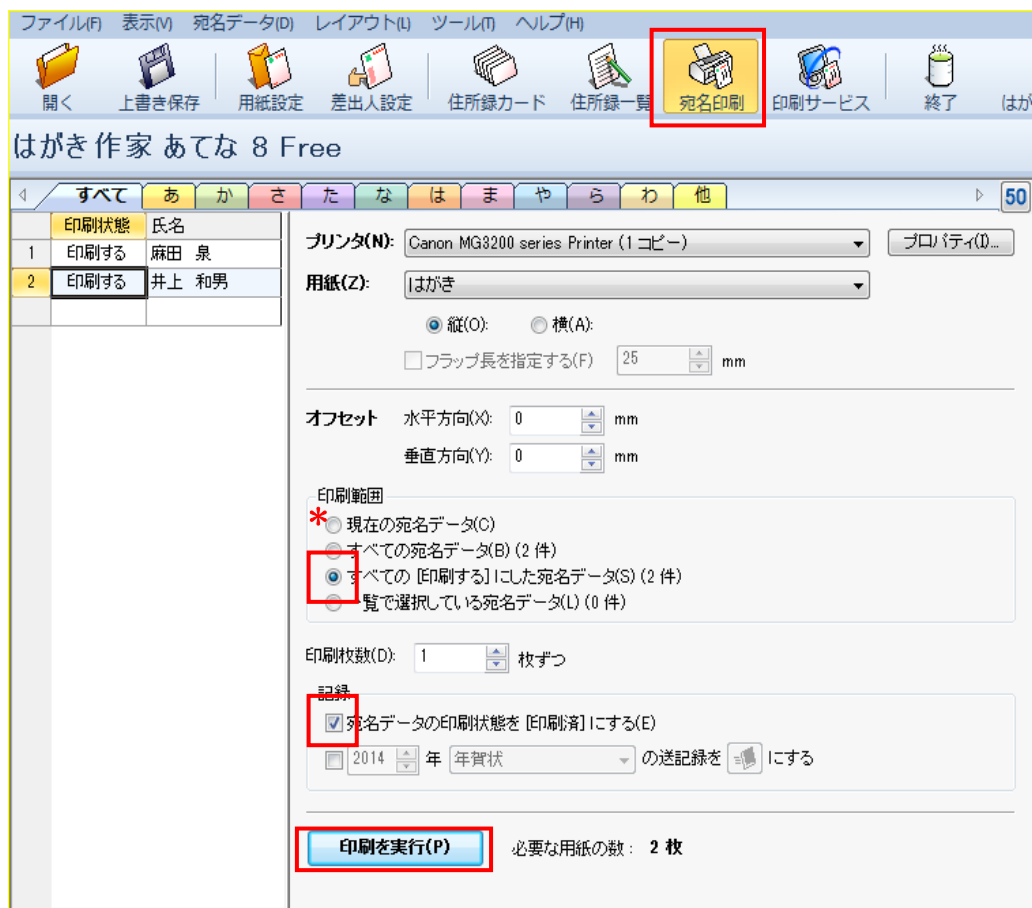 ファイル(F) 表示(V) 宛名データ(D) レイアウト(L) ツール(T) ヘルプ(H)
開く 上書き保存 用紙設定 差出人設定 住所録カード 住所録一覧 宛名印刷 印刷サービス 終了 はが
はがき作家 あてな 8 Free
すべて あ か さ た な は ま や ら わ 他 50
印刷状態 氏名
1 印刷する 麻田 泉
2 印刷する 井上 和男
プリンタ(N): Canon MG3200 series Printer (1 コピー) プロパティ(I)...
用紙(Z): はがき
縦(O): 横(A):
フラップ長を指定する(F) 25 mm
オフセット 水平方向(X): 0 mm
垂直方向(Y): 0 mm
印刷範囲
*現在の宛名データ(C)
すべての宛名データ(B) (2 件)
すべての [印刷する] にした宛名データ(S) (2 件)
一覧で選択している宛名データ(L) (0 件)
印刷枚数(D): 1 枚ずつ
記録
宛名データの印刷状態を [印刷済] にする(E)
2014 年 年賀状 の送記録を にする
印刷を実行(P) 必要な用紙の数 : 2 枚